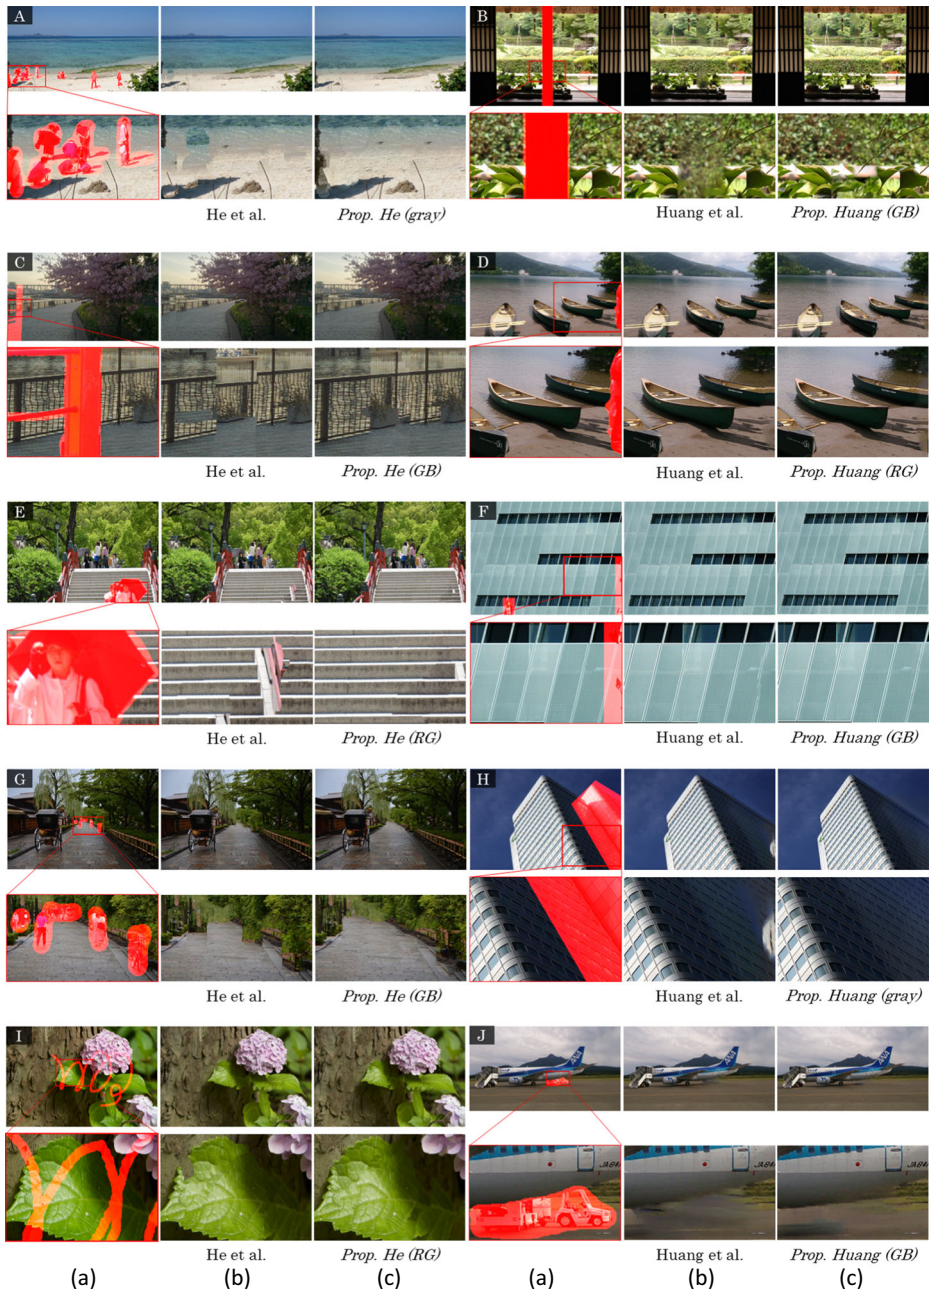 A
B
He et al.
Prop. He (gray)
Huang et al.
Prop. Huang (GB)
C
D
He et al.
Prop. He (GB)
Huang et al.
Prop. Huang (RG)
E
F
He et al.
Prop. He (RG)
Huang et al.
Prop. Huang (GB)
G
H
He et al.
Prop. He (GB)
Huang et al.
Prop. Huang (gray)
I
J
ANA
ANA
ANA
He et al.
Prop. He (RG)
Huang et al.
Prop. Huang (GB)
(a)
(b)
(c)
(a)
(b)
(c)